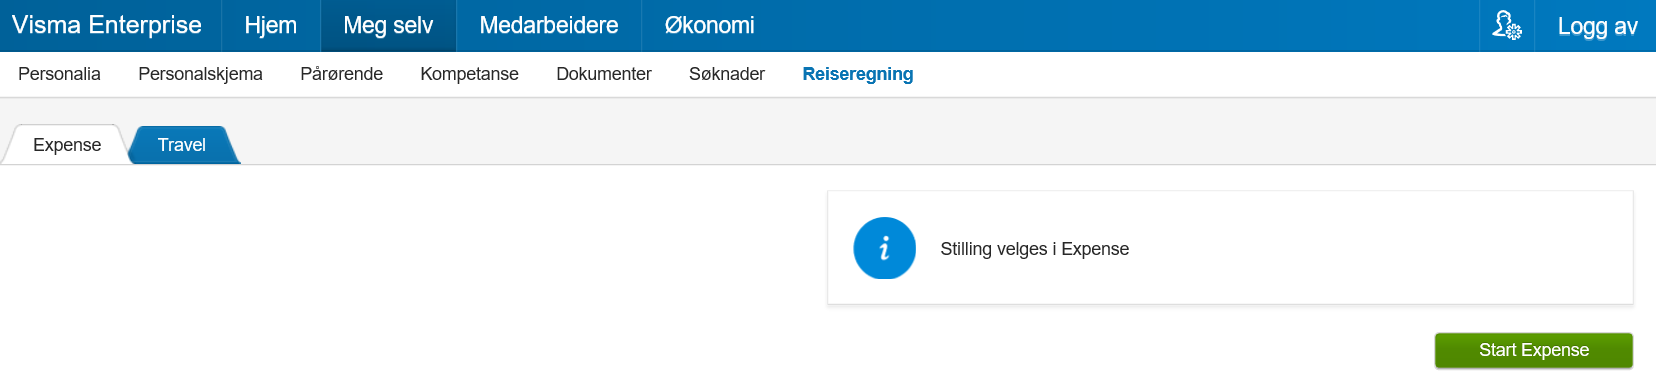 Visma Enterprise Hjem Meg selv Medarbeidere Økonomi Logg av
Personalia Personalskjema Pårørende Kompetanse Dokumenter Søknader Reiseregning
Expense Travel
i Stilling velges i Expense
Start Expense